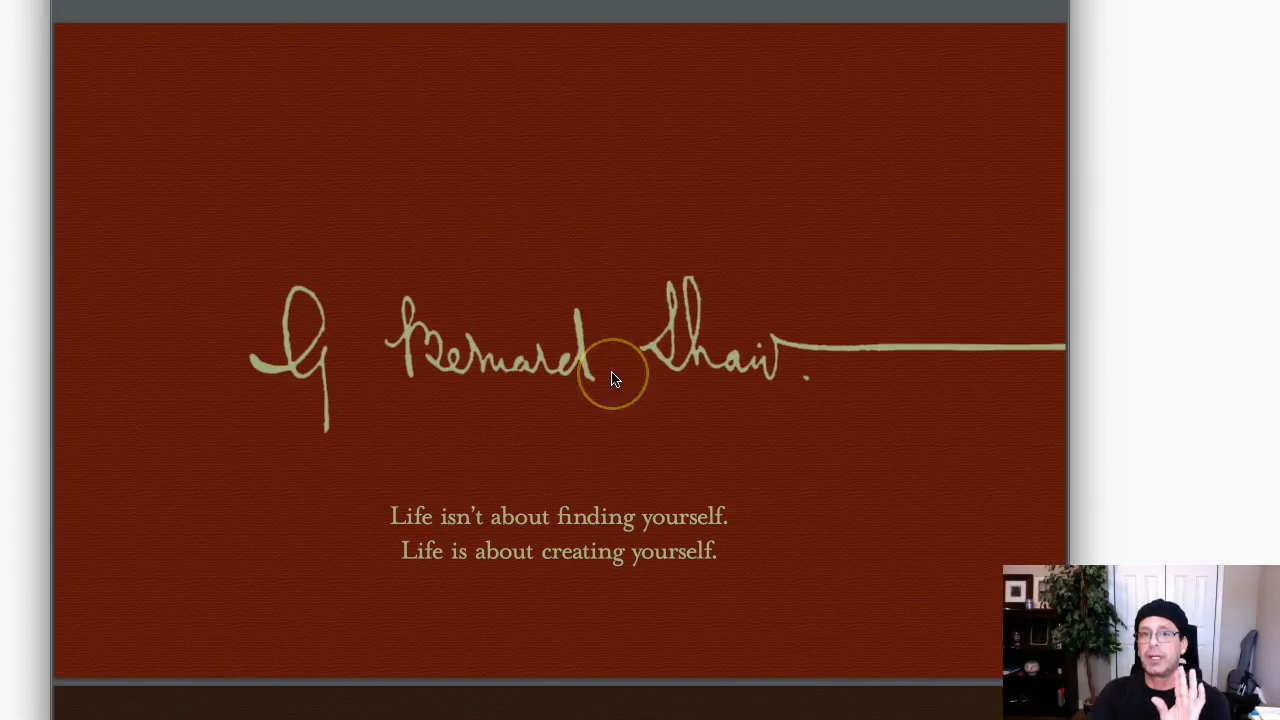 G Bernard Shaw.
Life isn’t about finding yourself.
Life is about creating yourself.